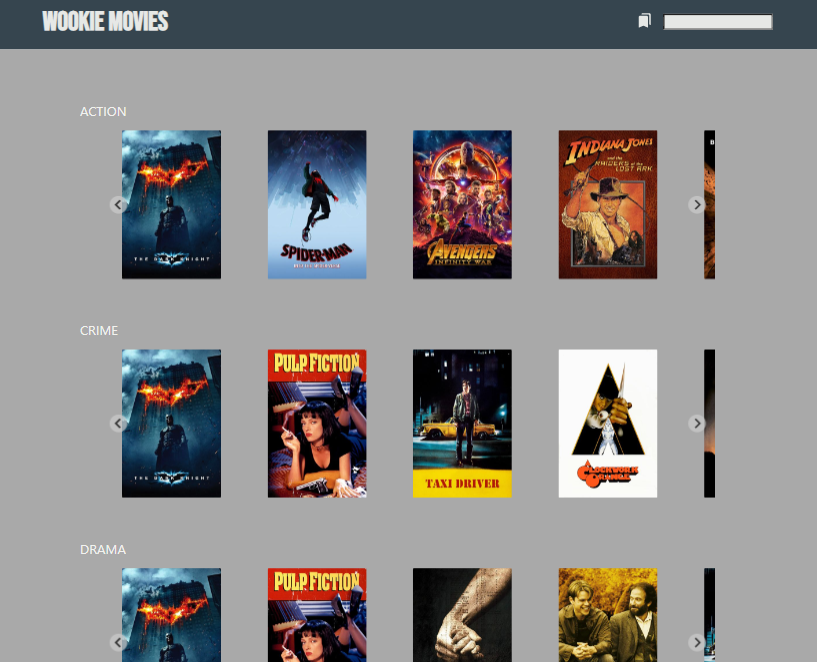 WOOKIE MOVIES
ACTION
THE DARK KNIGHT
SPIDER-MAN
AVENGERS
INFINITY WAR
INDIANA JONES
and the
RAIDERS of the
LOST ARK
CRIME
THE DARK KNIGHT
PULP FICTION
TAXI DRIVER
CLOCKWORK
ORANGE
DRAMA
PULP FICTION